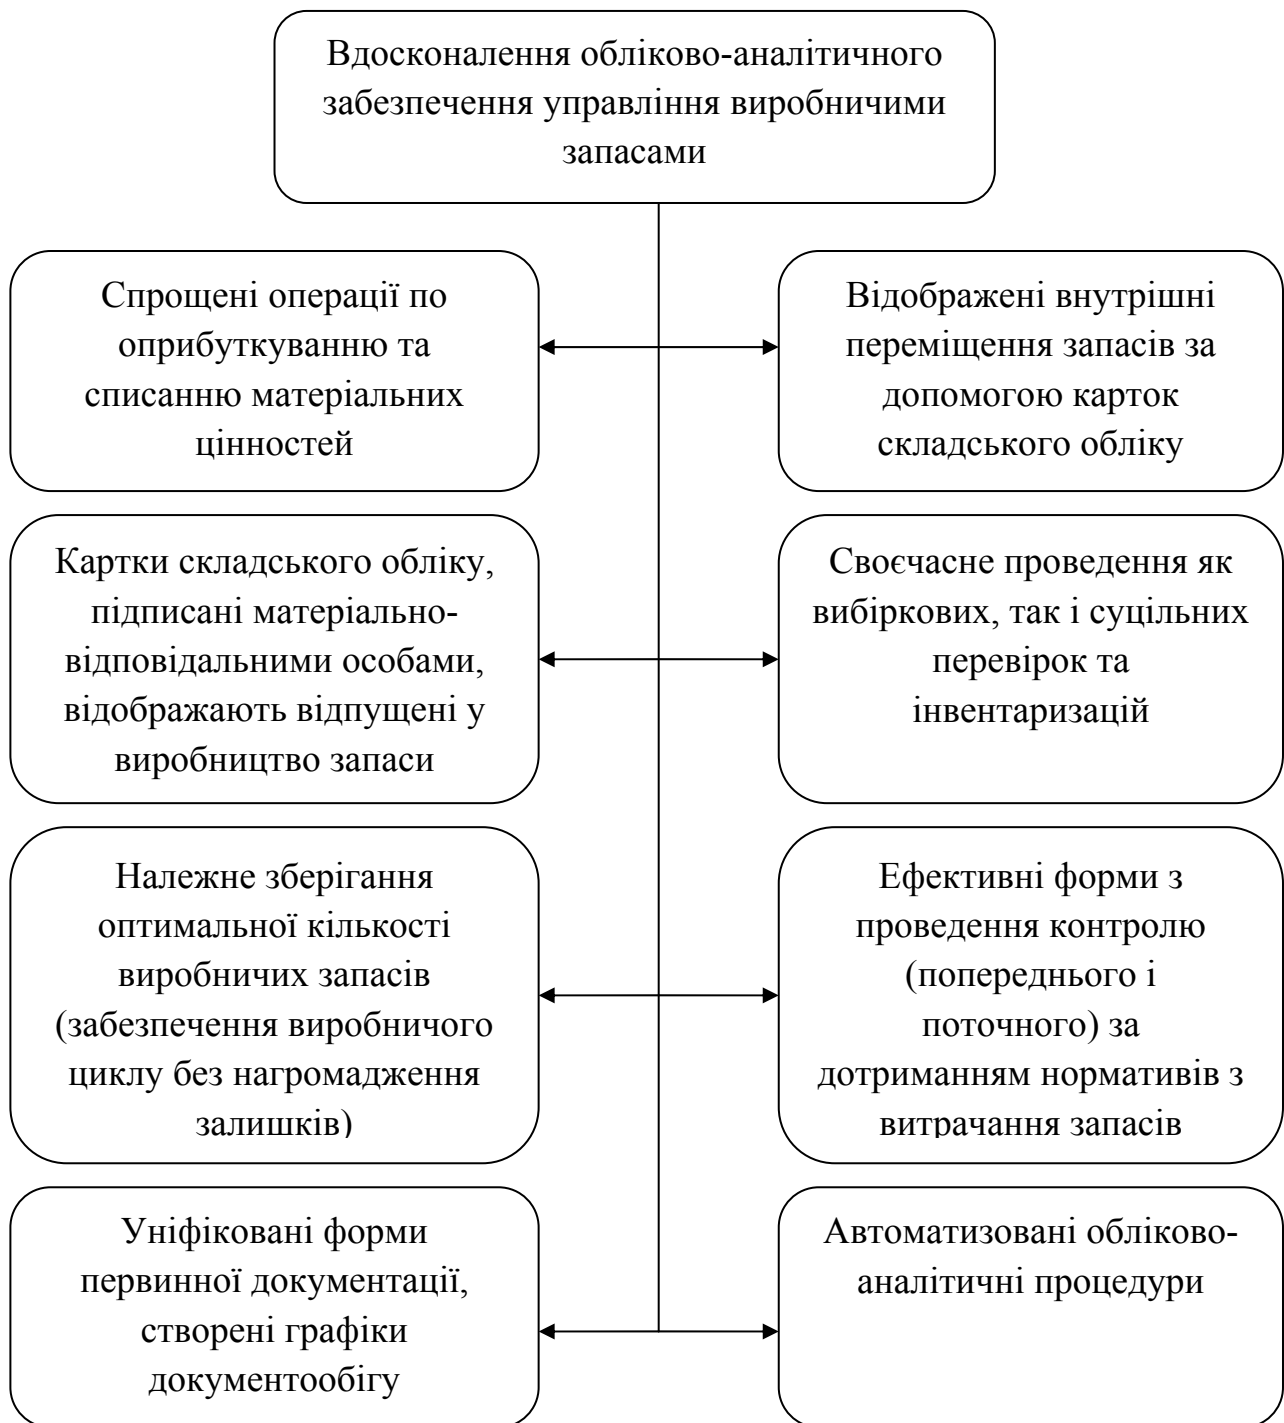 Вдосконалення обліково-аналітичного
забезпечення управління виробничими
запасами
Спрощені операції по
оприбуткуванню та
списанню матеріальних
цінностей
Відображені внутрішні
переміщення запасів за
допомогою карток
складського обліку
Картки складського обліку,
підписані матеріально-
відповідальними особами,
відображають відпущені у
виробництво запаси
Своєчасне проведення як
вибіркових, так і суцільних
перевірок та
інвентаризацій
Належне зберігання
оптимальної кількості
виробничих запасів
(забезпечення виробничого
циклу без нагромадження
залишків)
Ефективні форми з
проведення контролю
(попереднього і
поточного) за
дотриманням нормативів з
витрачання запасів
Уніфіковані форми
первинної документації,
створені графіки
документообігу
Автоматизовані обліково-
аналітичні процедури